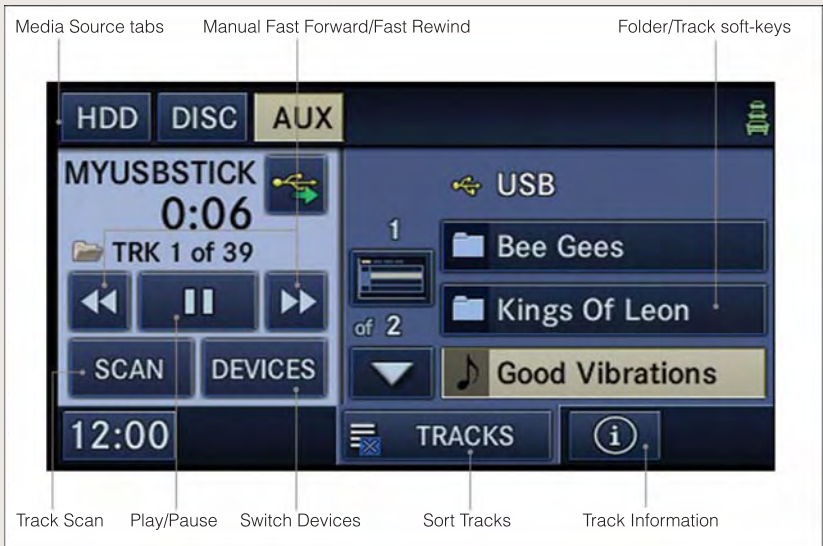 Media Source tabs
Manual Fast Forward/Fast Rewind
Folder/Track soft-keys
HDD
DISC
AUX
MYUSBSTICK
0:06
TRK 1 of 39
SCAN
DEVICES
12:00
USB
1
of 2
Bee Gees
Kings Of Leon
Good Vibrations
TRACKS
i
Track Scan
Play/Pause
Switch Devices
Sort Tracks
Track Information